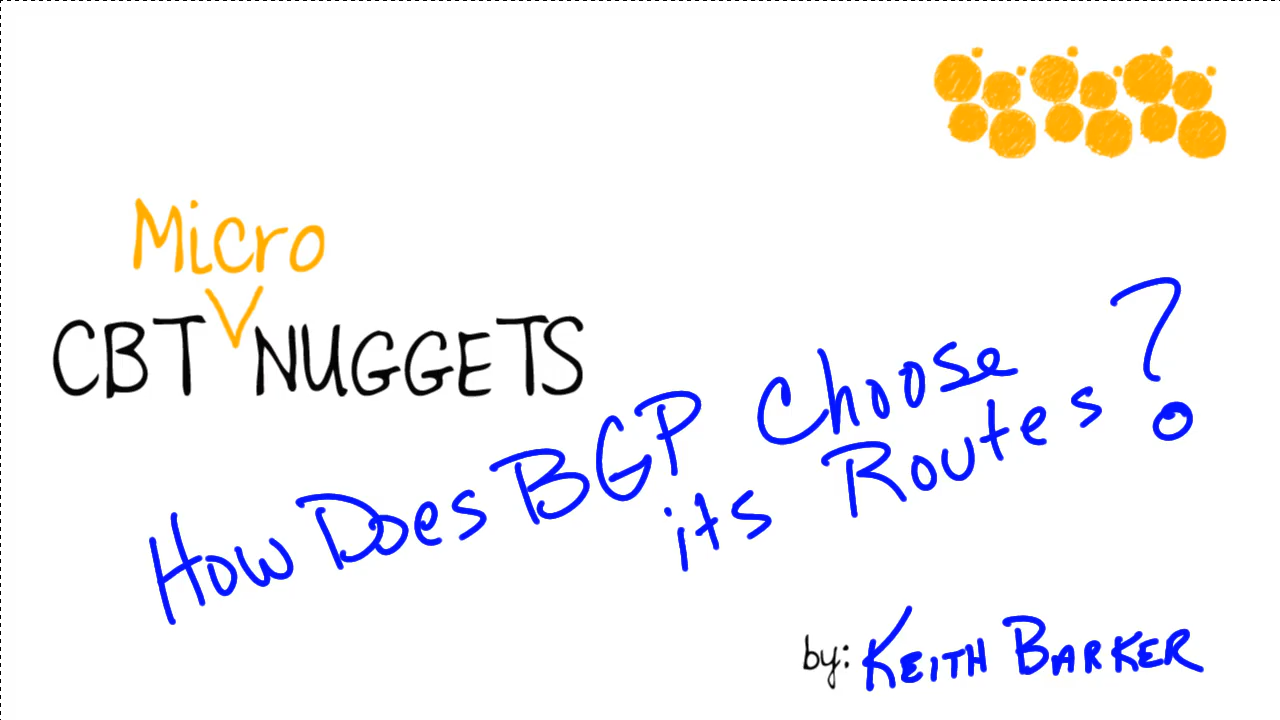 Micro
CBT NUGGETS
How Does BGP Choose
its Routes?
by: KEITH BARKER